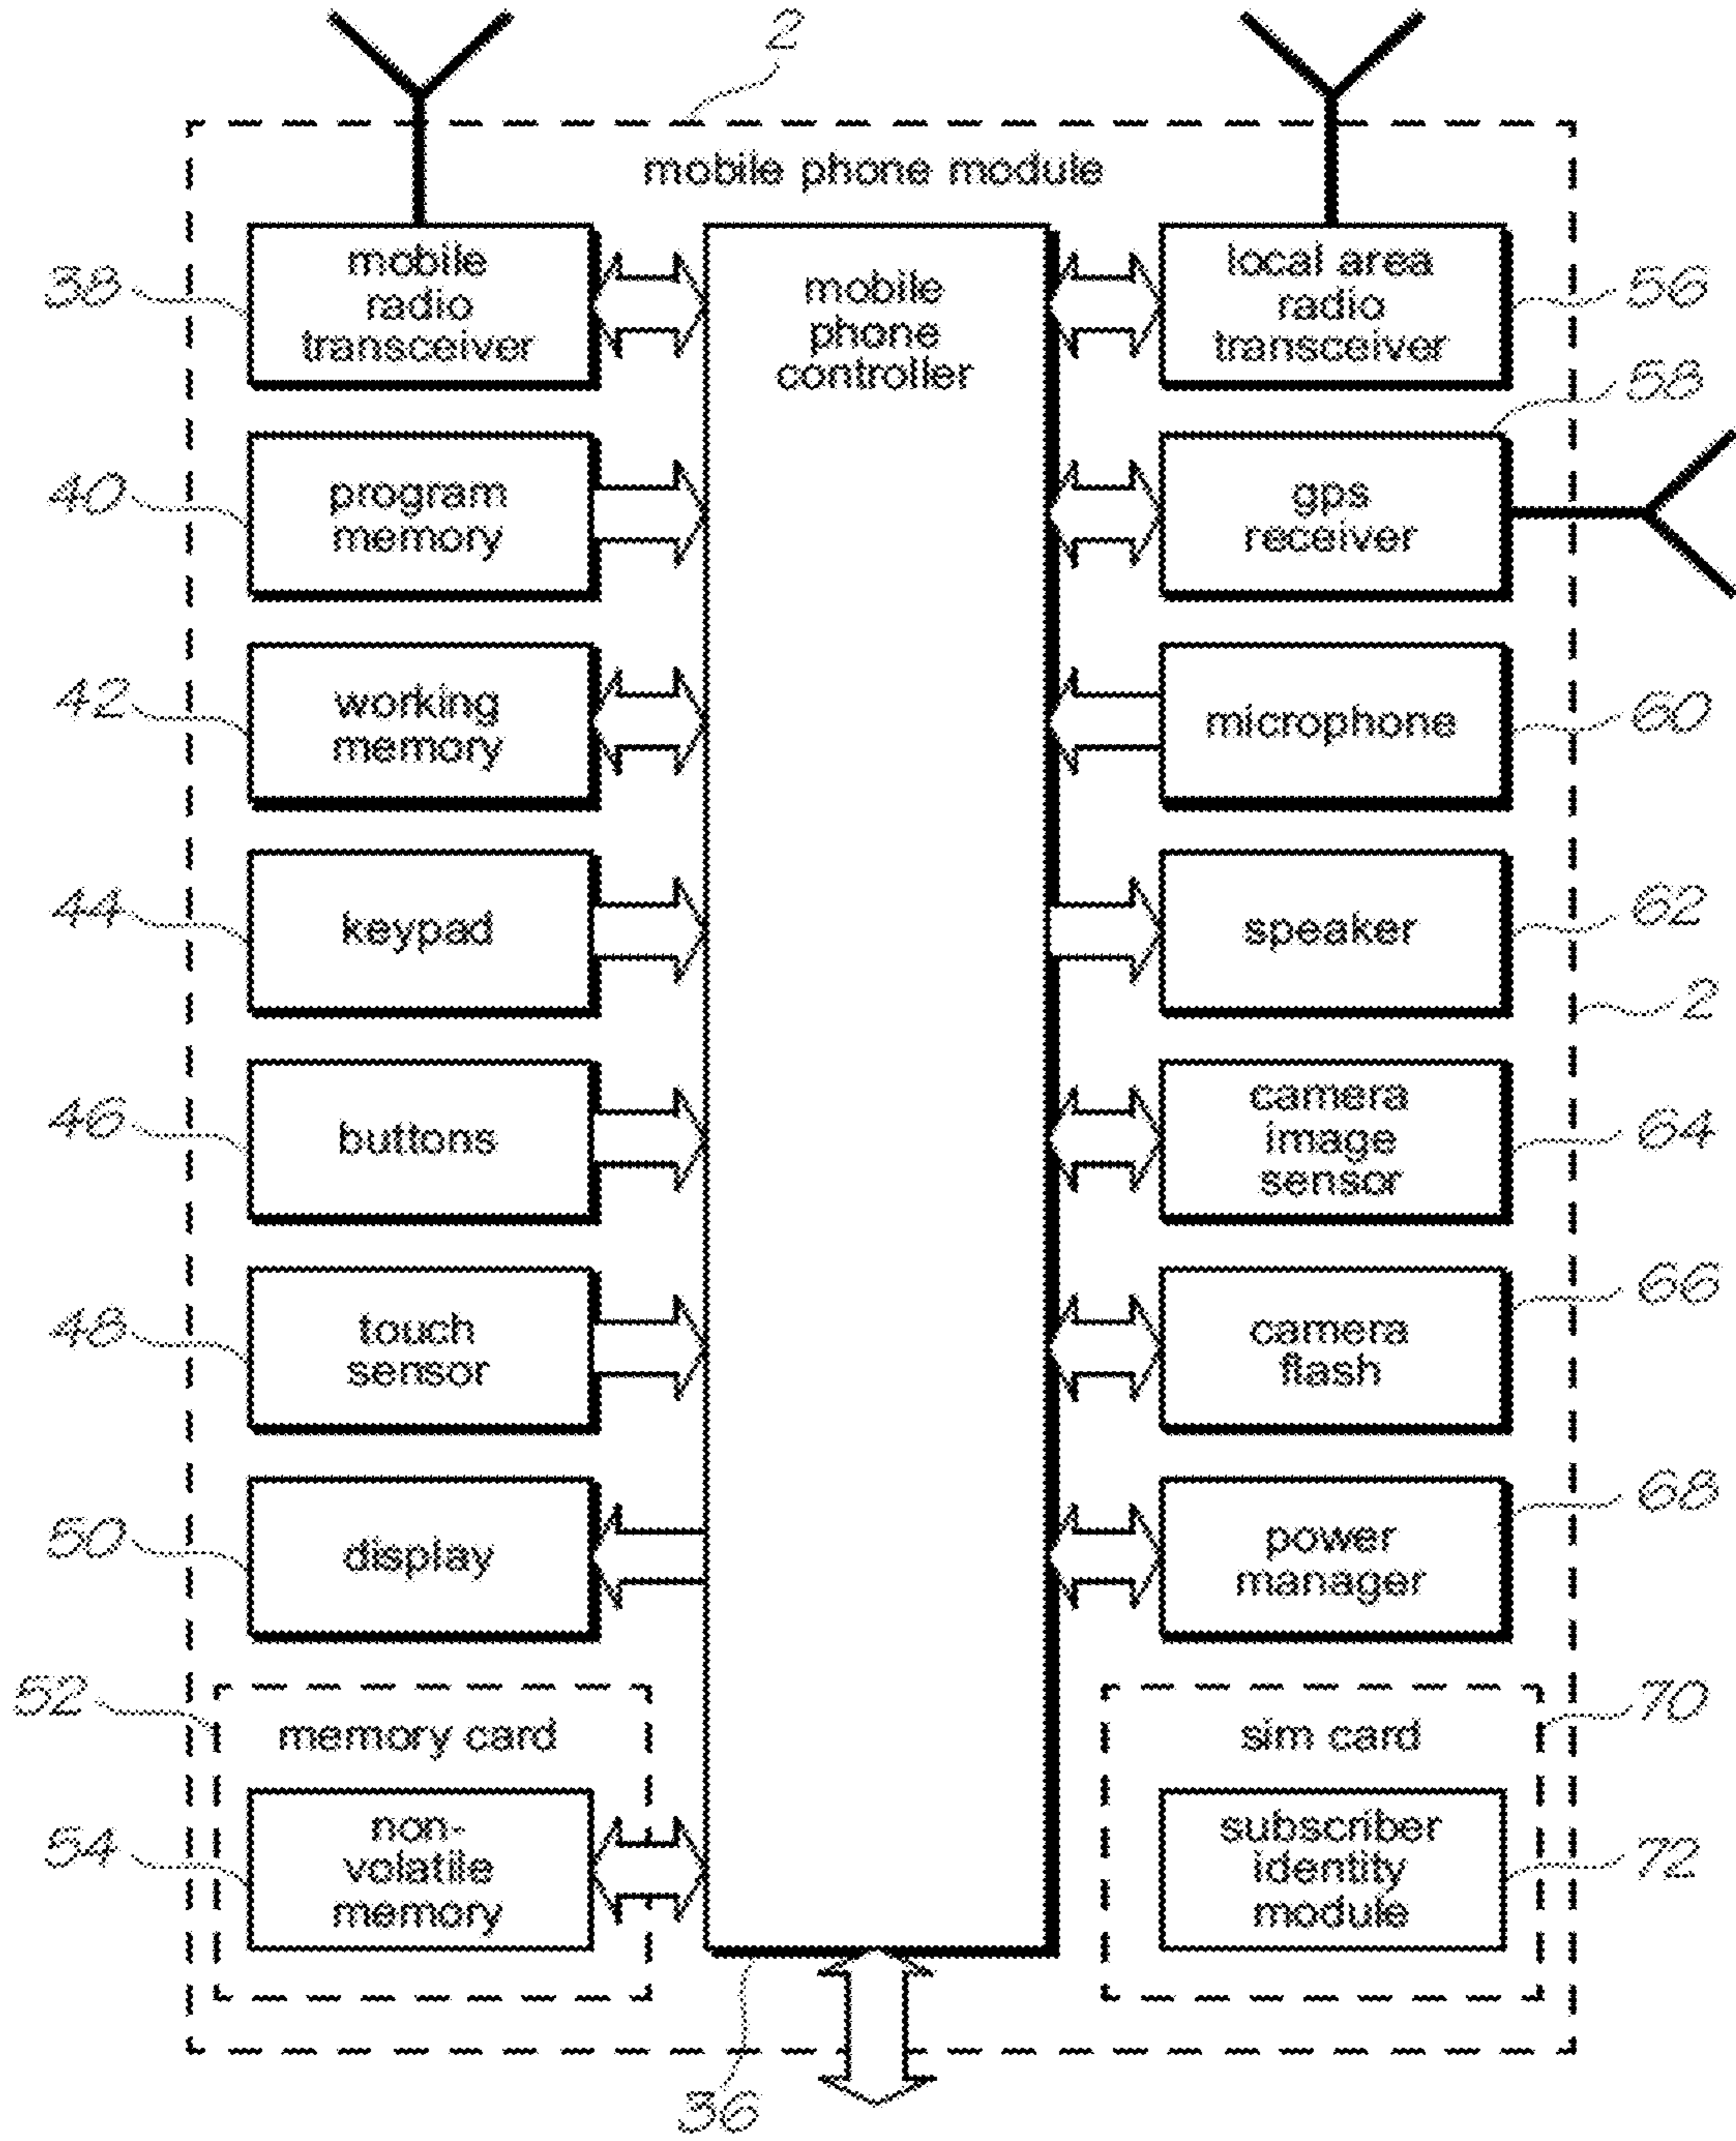 2
mobile phone module
38
mobile
radio
transceiver
mobile
phone
controller
local area
radio
transceiver
56
58
40
program
memory
gps
receiver
42
working
memory
microphone
60
44
keypad
speaker
62
2
46
buttons
camera
image
sensor
64
48
touch
sensor
camera
flash
66
50
display
power
manager
68
52
memory card
sim card
70
54
non-
volatile
memory
subscriber
identity
module
72
36